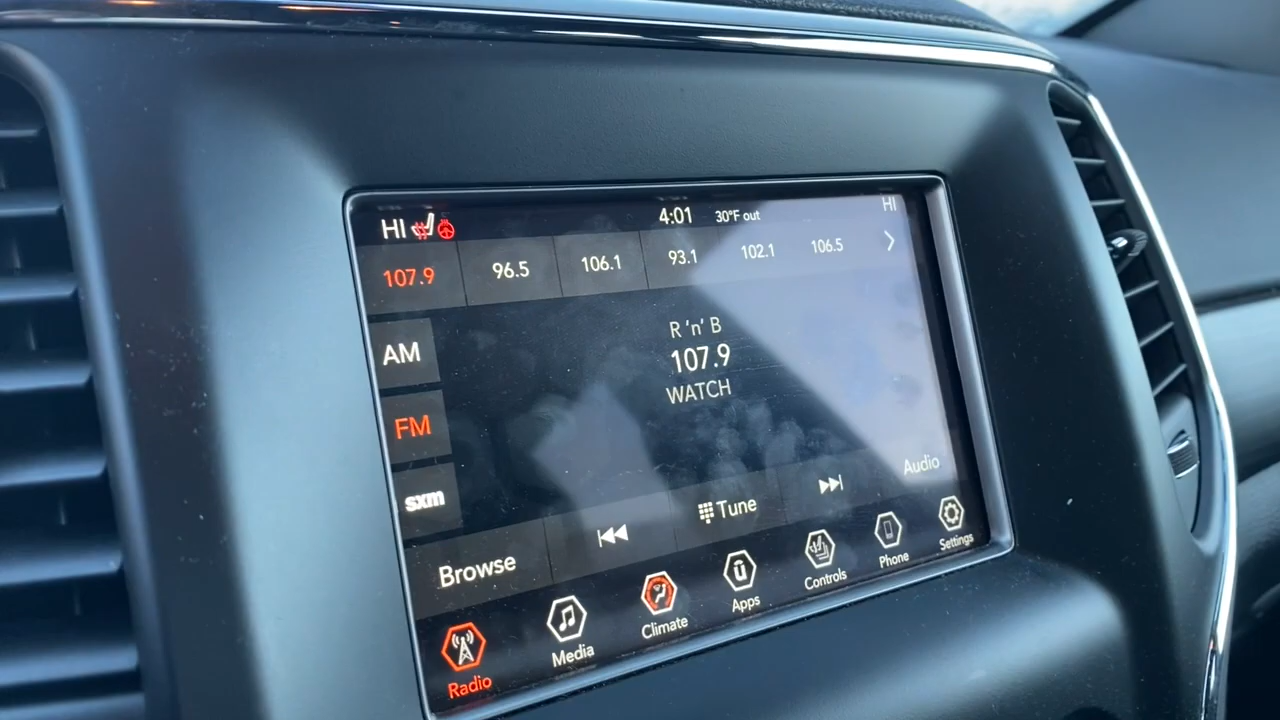 HI 4:01 30°F out HI
107.9 96.5 106.1 93.1 102.1 106.5
R 'n' B
107.9
WATCH
AM
FM
sxm
Browse Tune Audio
Radio Media Climate Apps Controls Phone Settings